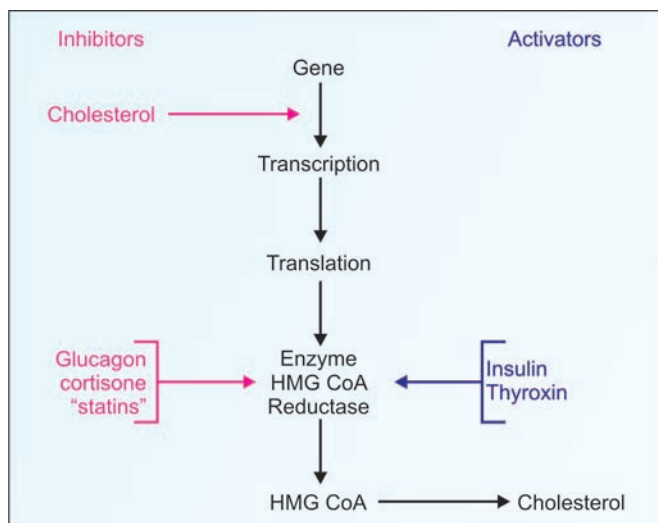 Inhibitors
Activators
Gene
Cholesterol
Transcription
Translation
Glucagon
cortisone
“statins”
Enzyme
HMG CoA
Reductase
Insulin
Thyroxin
HMG CoA
Cholesterol